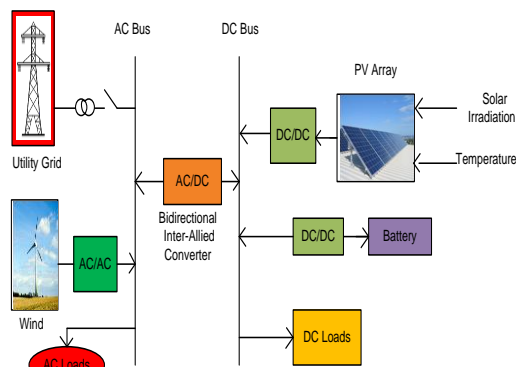 AC Bus
DC Bus
PV Array
Solar
Irradiation
Temperature
DC/DC
Utility Grid
AC/DC
Bidirectional
Inter-Allied
Converter
AC/AC
Wind
DC/DC
Battery
DC Loads
AC Loads